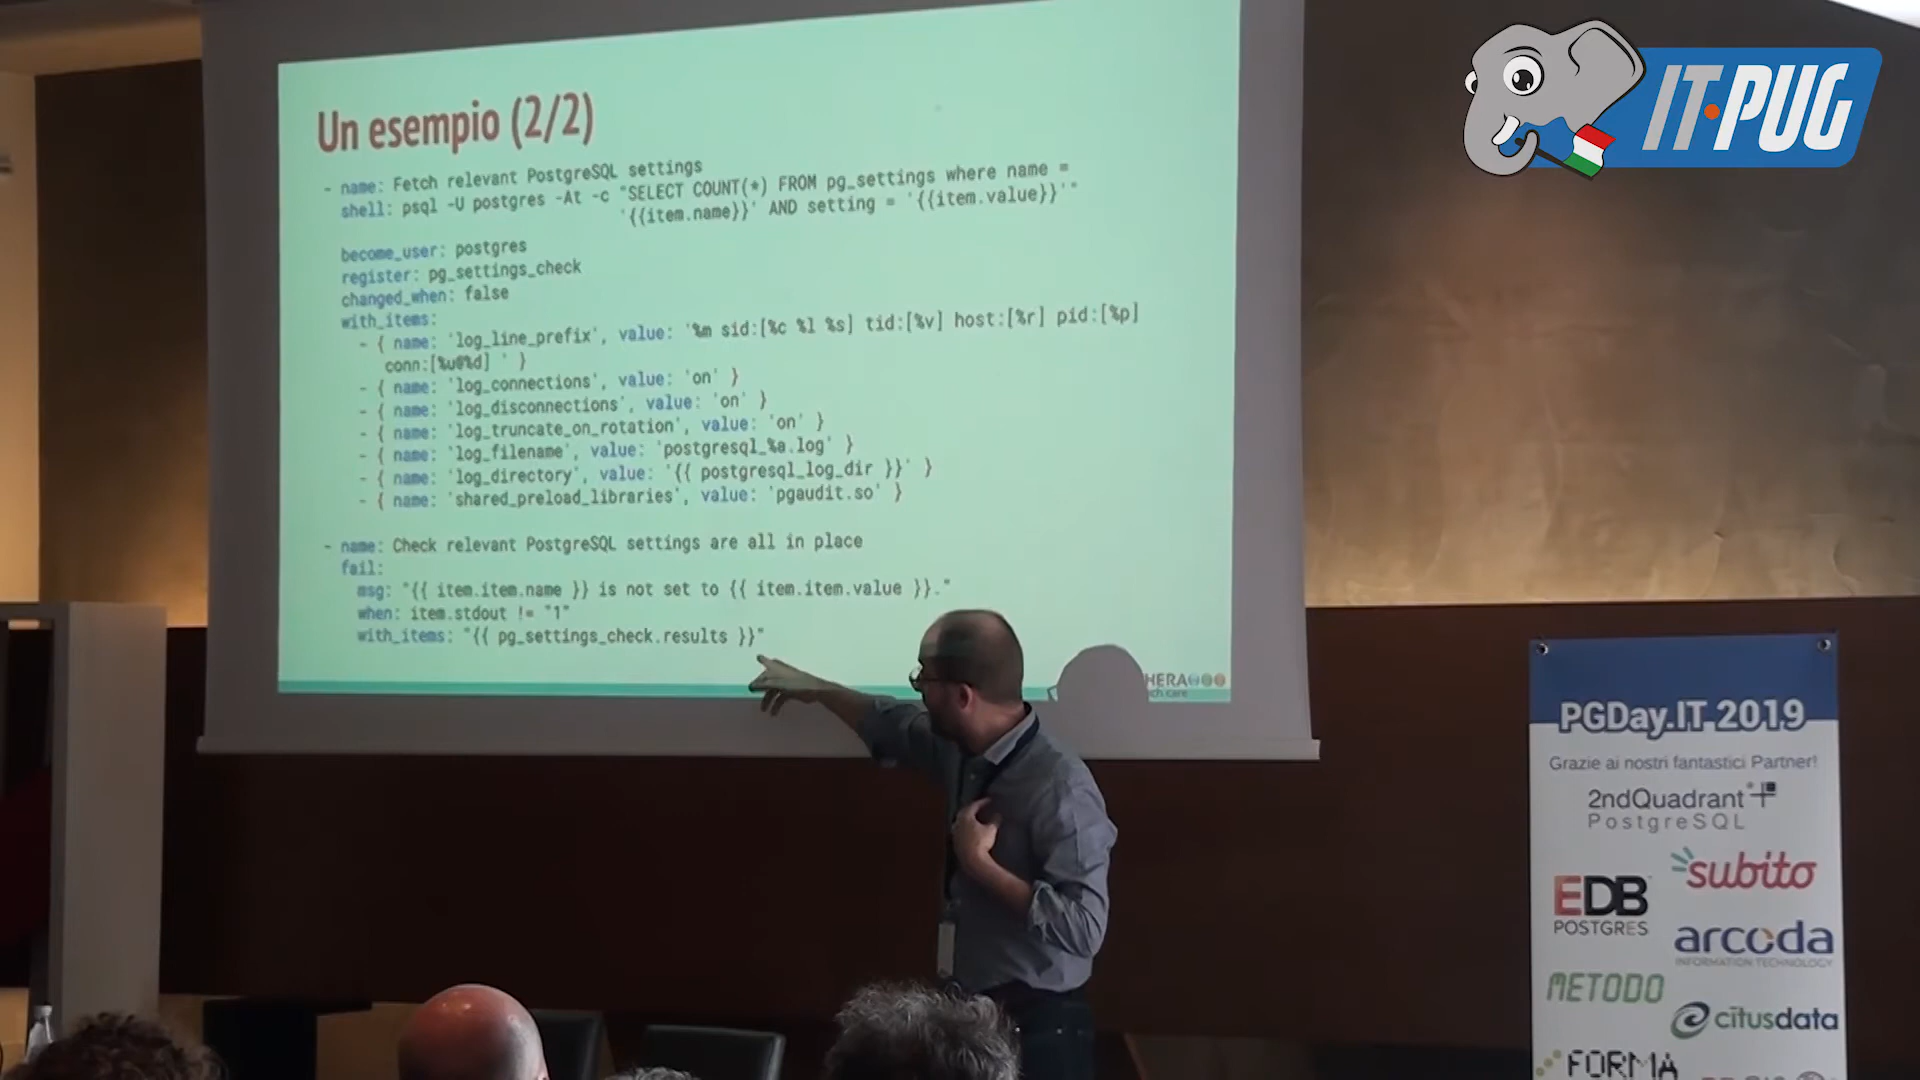 IT·PUG
Un esempio (2/2)
- name: Fetch relevant PostgreSQL settings
shell: psql -U postgres -At -c "SELECT COUNT(*) FROM pg_settings where name =
'{{item.name}}' AND setting = '{{item.value}}'"
become_user: postgres
register: pg_settings_check
changed_when: false
with_items:
- { name: 'log_line_prefix', value: '%m sid:[%c %l %s] tid:[%v] host:[%r] pid:[%p]
conn:[%u@%d] ' }
- { name: 'log_connections', value: 'on' }
- { name: 'log_disconnections', value: 'on' }
- { name: 'log_truncate_on_rotation', value: 'on' }
- { name: 'log_filename', value: 'postgresql_%a.log' }
- { name: 'log_directory', value: '{{ postgresql_log_dir }}' }
- { name: 'shared_preload_libraries', value: 'pgaudit.so' }
- name: Check relevant PostgreSQL settings are all in place
fail:
msg: "{{ item.item.name }} is not set to {{ item.item.value }}."
when: item.stdout != "1"
with_items: "{{ pg_settings_check.results }}"
PGDay.IT 2019
Grazie ai nostri fantastici Partner!
2ndQuadrant
PostgreSQL
subito
EDB
POSTGRES
arcoda
INFORMATION TECHNOLOGY
METODO
citusdata
FORMA